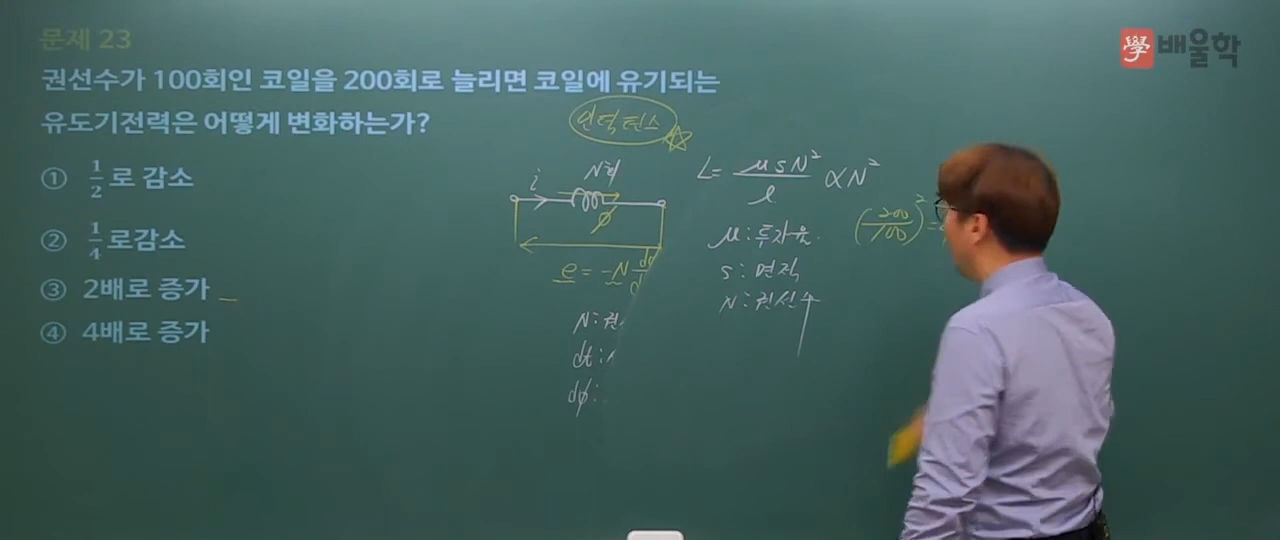 문제 23
學 배울학
권선수가 100회인 코일을 200회로 늘리면 코일에 유기되는
유도기전력은 어떻게 변화하는가?
① 1/2로 감소
② 1/4로감소
③ 2배로 증가
④ 4배로 증가
인덕턴스
i N회
ϕ
e = -N
N: 권
dt:
dϕ:
L = μSN²/l ∝ N²
μ: 투자율.
S: 면적
N: 권선수
(200/100)² =